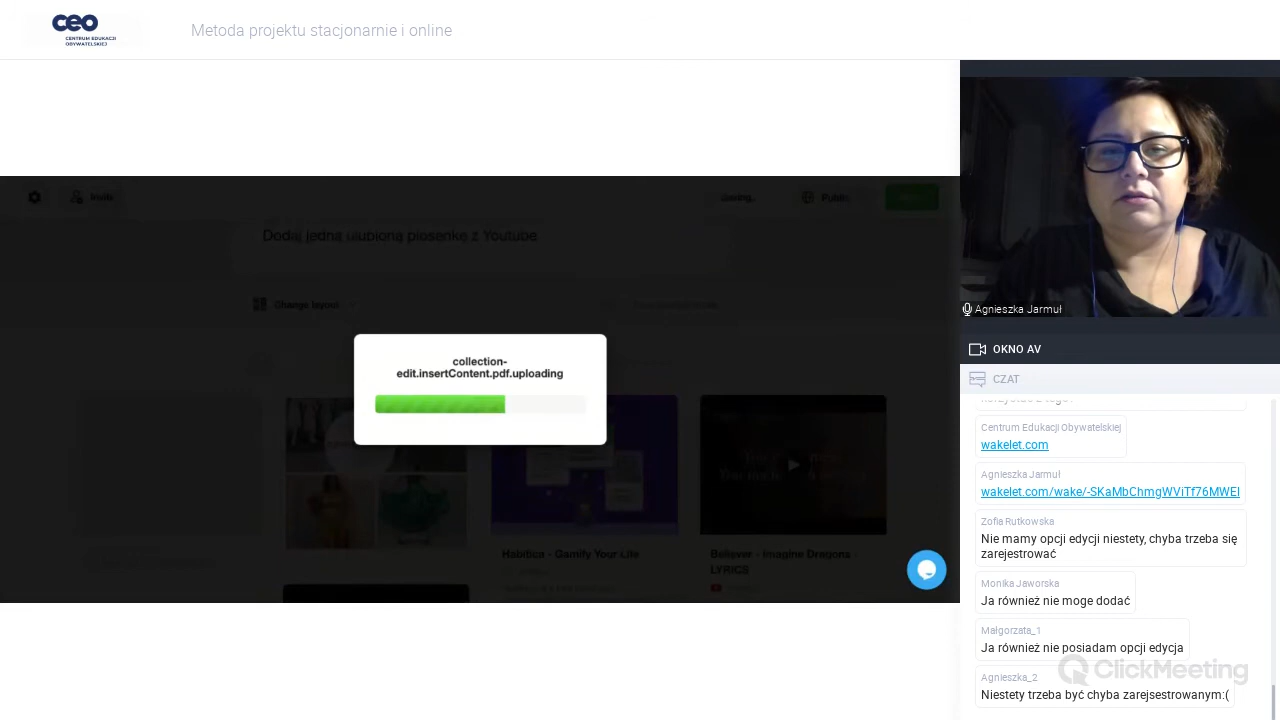 ceo
CENTRUM EDUKACJI
OBYWATELSKIEJ
Metoda projektu stacjonarnie i online
Invite
Saving..
Public
Dodaj jedną ulubioną piosenkę z Youtube
Change layout
collection-
edit.insertContent.pdf.uploading
Habitica - Gamify Your Life
Believer - Imagine Dragons -
LYRICS
Agnieszka Jarmuł
OKNO AV
CZAT
Centrum Edukacji Obywatelskiej
wakelet.com
Agnieszka Jarmuł
wakelet.com/wake/-SKaMbChmgWViTf76MWEl
Zofia Rutkowska
Nie mamy opcji edycji niestety, chyba trzeba się
zarejestrować
Monika Jaworska
Ja również nie moge dodać
Małgorzata_1
Ja również nie posiadam opcji edycja
ClickMeeting
Agnieszka_2
Niestety trzeba być chyba zarejsestrowanym:(